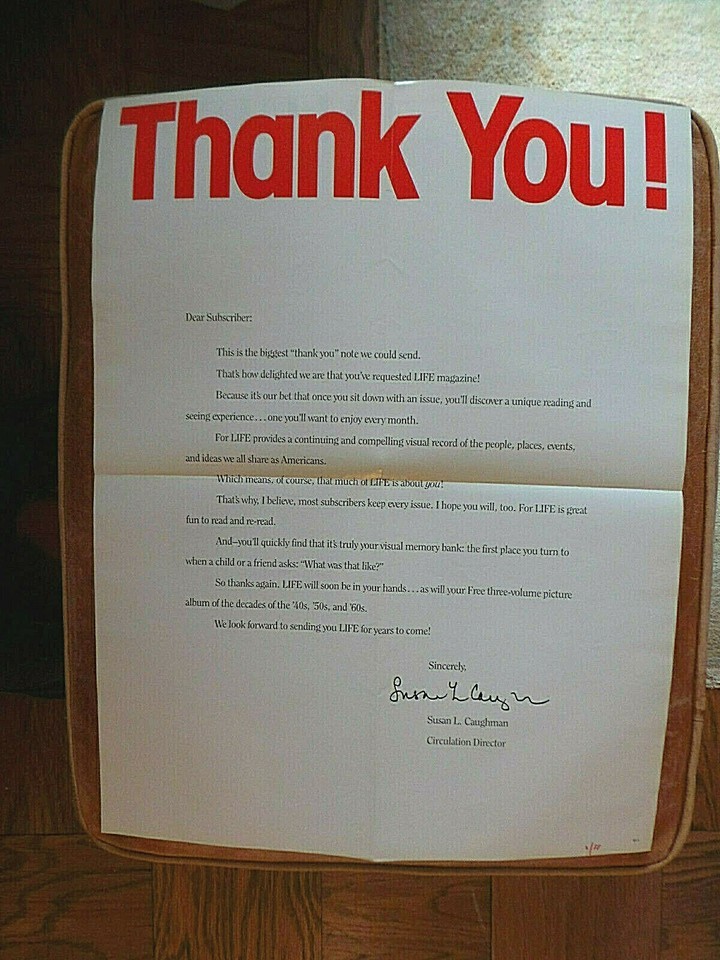 Thank You!
Dear Subscriber:
This is the biggest "thank you" note we could send.
That's how delighted we are that you've requested LIFE magazine!
Because it's our bet that once you sit down with an issue, you'll discover a unique reading and
seeing experience...one you'll want to enjoy every month.
For LIFE provides a continuing and compelling visual record of the people, places, events,
and ideas we all share as Americans.
Which means, of course, that much of LIFE is about you!
That's why, I believe, most subscribers keep every issue. I hope you will, too. For LIFE is great
fun to read and re-read.
And—you'll quickly find that it's truly your visual memory bank: the first place you turn to
when a child or a friend asks: "What was that like?"
So thanks again. LIFE will soon be in your hands...as will your Free three-volume picture
album of the decades of the '40s, '50s, and '60s.
We look forward to sending you LIFE for years to come!
Sincerely,
Susan L. Caughman
Circulation Director